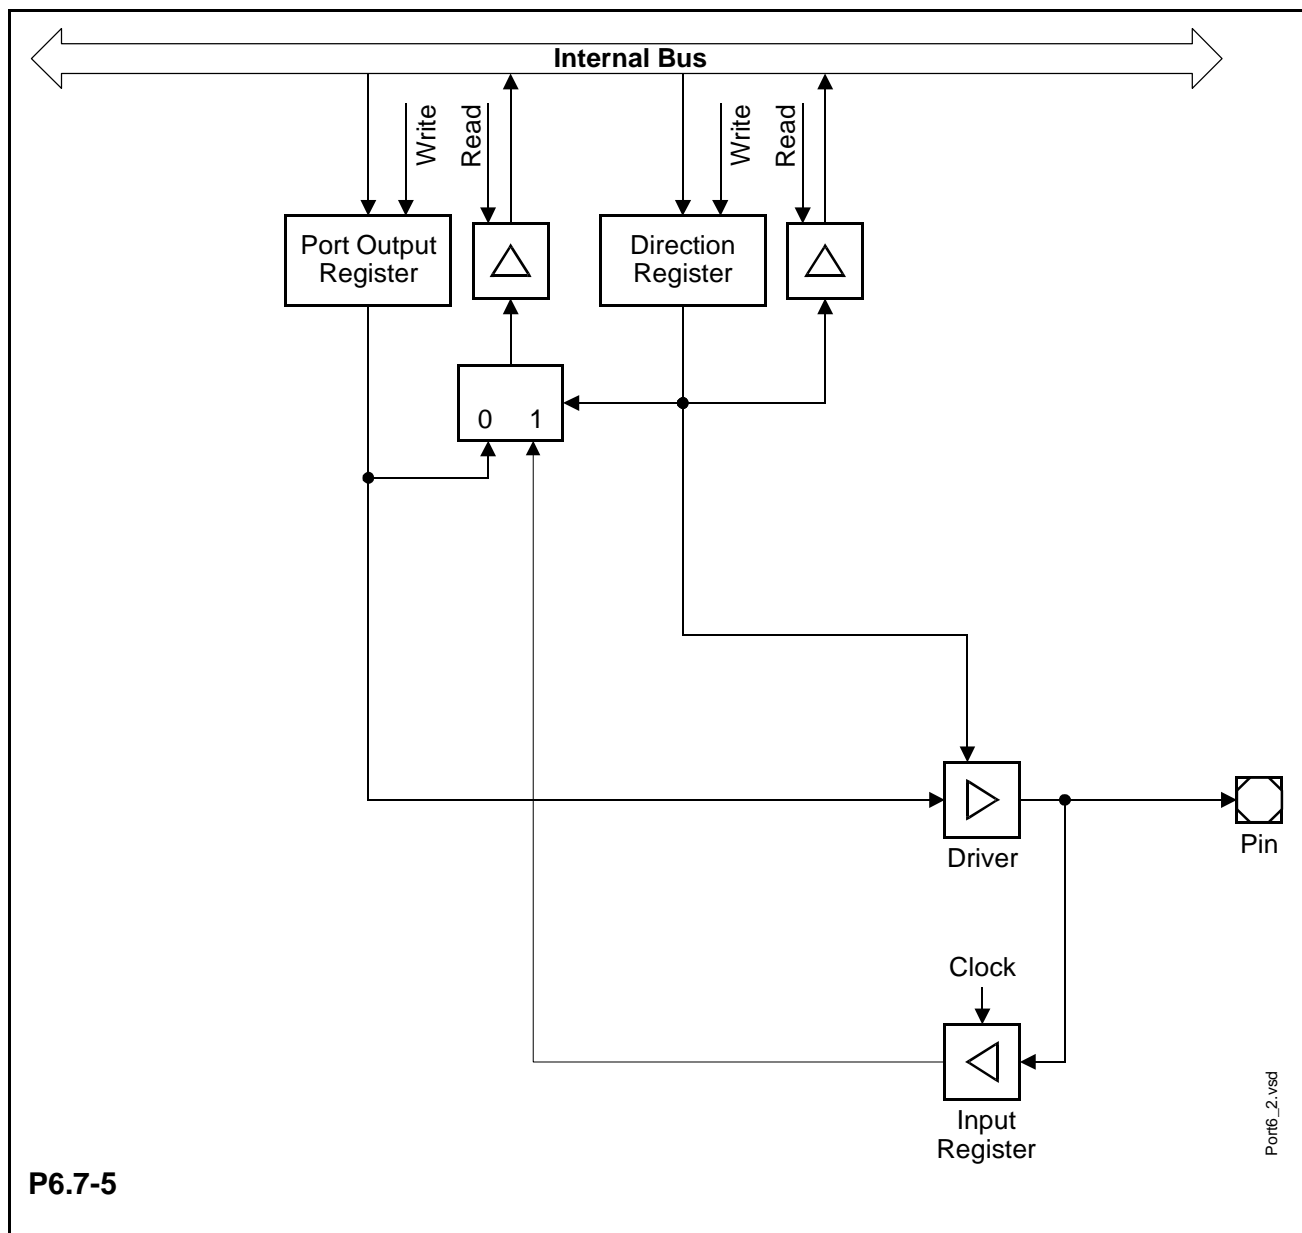 Internal Bus
Write
Read
Write
Read
Port Output
Register
Direction
Register
0 1
Driver
Pin
Clock
Input
Register
Port6_2.vsd
P6.7-5